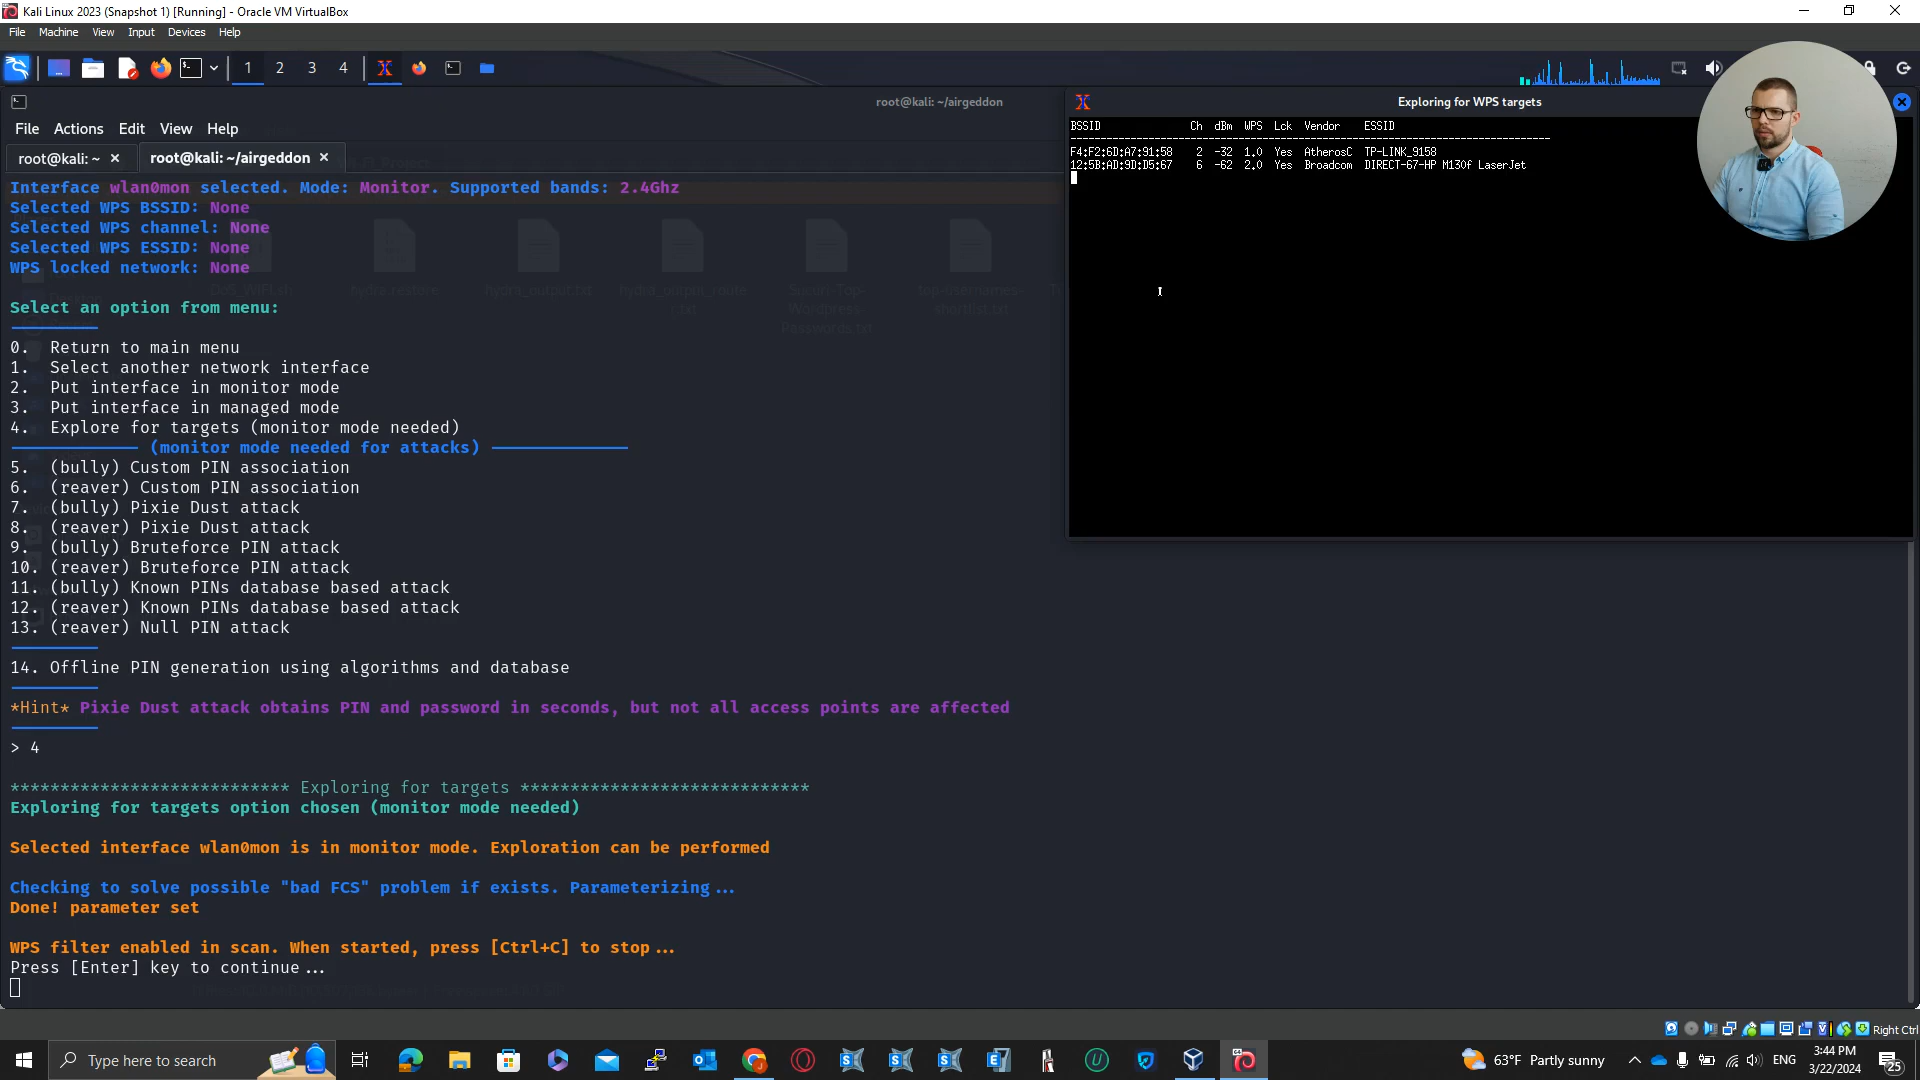 Kali Linux 2023 (Snapshot 1) [Running] - Oracle VM VirtualBox
File Machine View Input Devices Help
1 2 3 4
root@kali: ~/airgeddon
File Actions Edit View Help
root@kali: ~ root@kali: ~/airgeddon
Interface wlan0mon selected. Mode: Monitor. Supported bands: 2.4Ghz
Selected WPS BSSID: None
Selected WPS channel: None
Selected WPS ESSID: None
WPS locked network: None
Select an option from menu:
0. Return to main menu
1. Select another network interface
2. Put interface in monitor mode
3. Put interface in managed mode
4. Explore for targets (monitor mode needed)
(monitor mode needed for attacks)
5. (bully) Custom PIN association
6. (reaver) Custom PIN association
7. (bully) Pixie Dust attack
8. (reaver) Pixie Dust attack
9. (bully) Bruteforce PIN attack
10. (reaver) Bruteforce PIN attack
11. (bully) Known PINs database based attack
12. (reaver) Known PINs database based attack
13. (reaver) Null PIN attack
14. Offline PIN generation using algorithms and database
*Hint* Pixie Dust attack obtains PIN and password in seconds, but not all access points are affected
> 4
**************************** Exploring for targets *****************************
Exploring for targets option chosen (monitor mode needed)
Selected interface wlan0mon is in monitor mode. Exploration can be performed
Checking to solve possible "bad FCS" problem if exists. Parameterizing...
Done! parameter set
WPS filter enabled in scan. When started, press [Ctrl+C] to stop...
Press [Enter] key to continue...
Exploring for WPS targets
BSSID Ch dBm WPS Lck Vendor ESSID
F4:F2:6D:A7:91:58 2 -32 1.0 Yes AtherosC TP-LINK_9158
12:5B:AD:9D:D5:67 6 -62 2.0 Yes Broadcom DIRECT-67-HP M130f LaserJet
Right Ctrl
Type here to search
63°F Partly sunny
ENG
3:44 PM
3/22/2024
25